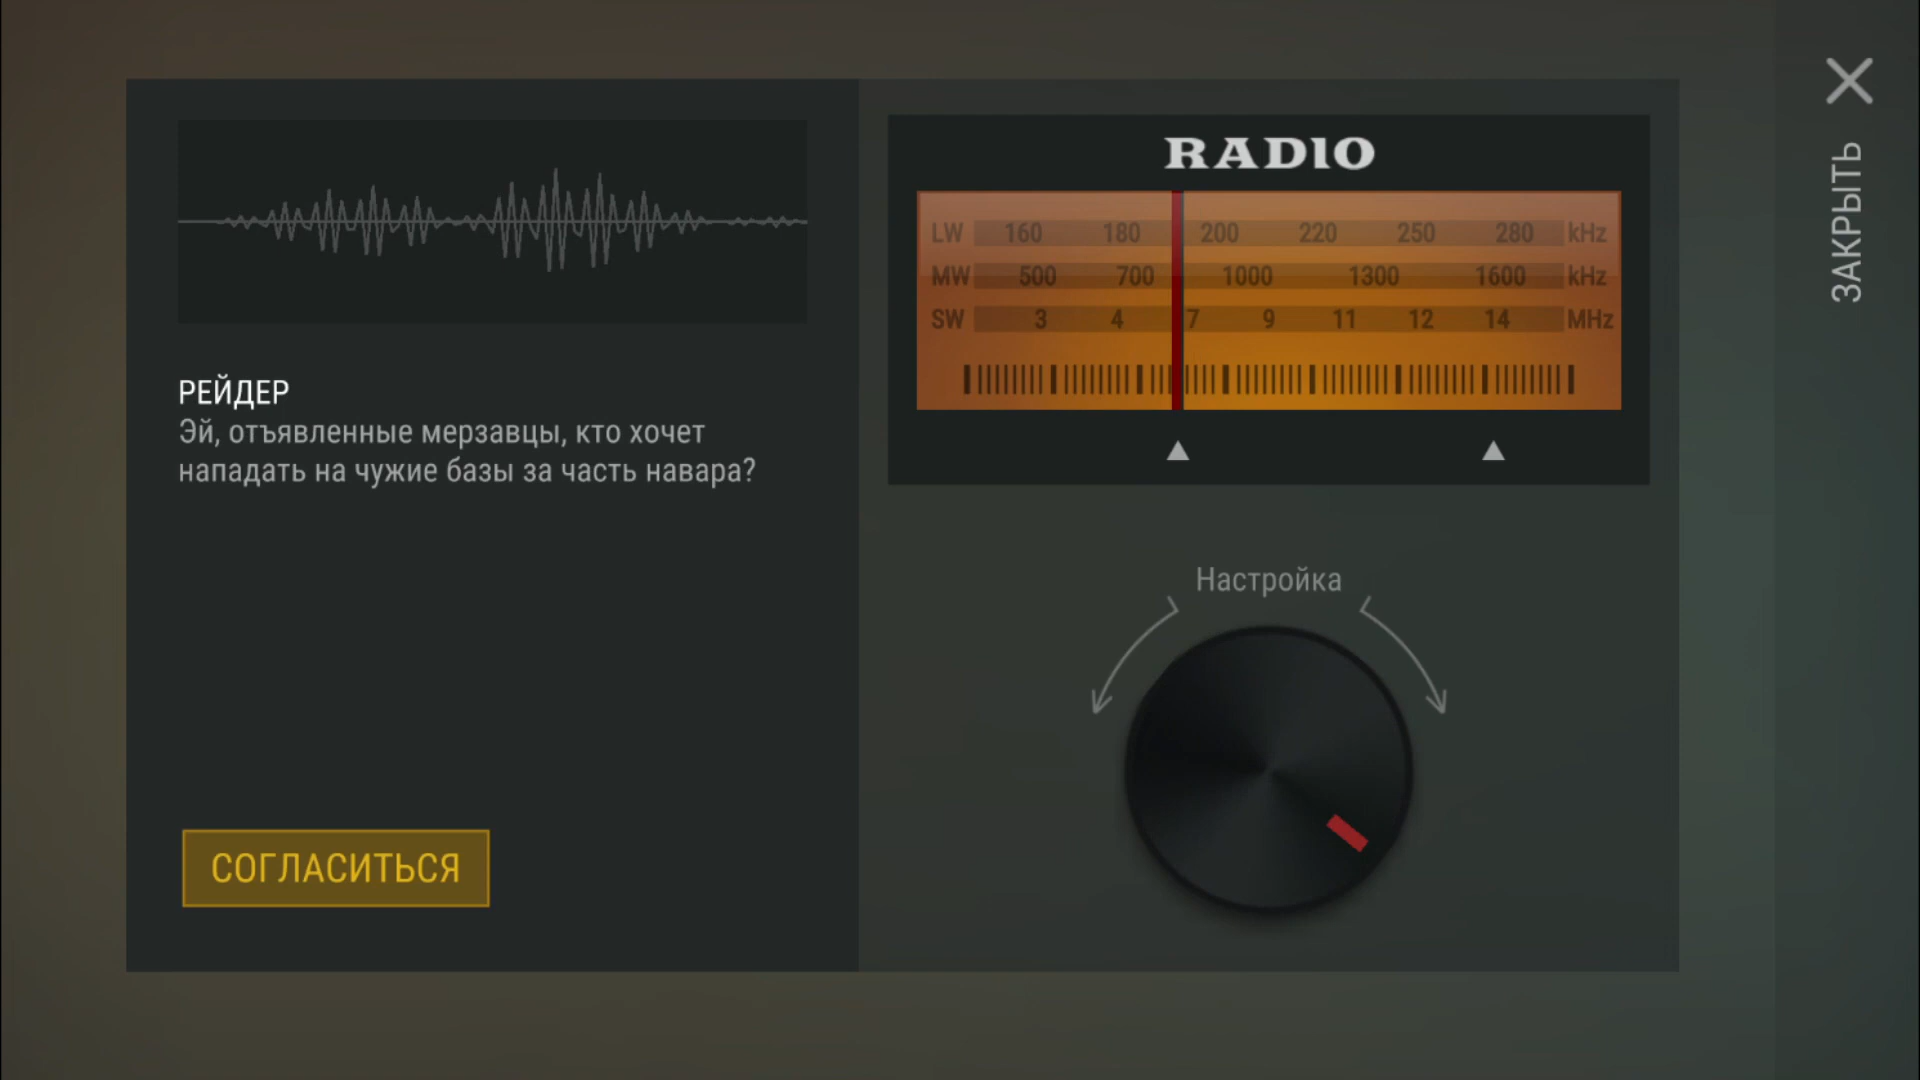 РЕЙДЕР
Эй, отъявленные мерзавцы, кто хочет
нападать на чужие базы за часть навара?
СОГЛАСИТЬСЯ
RADIO
LW 160 180 200 220 250 280 kHz
MW 500 700 1000 1300 1600 kHz
SW 3 4 7 9 11 12 14 MHz
Настройка
ЗАКРЫТЬ